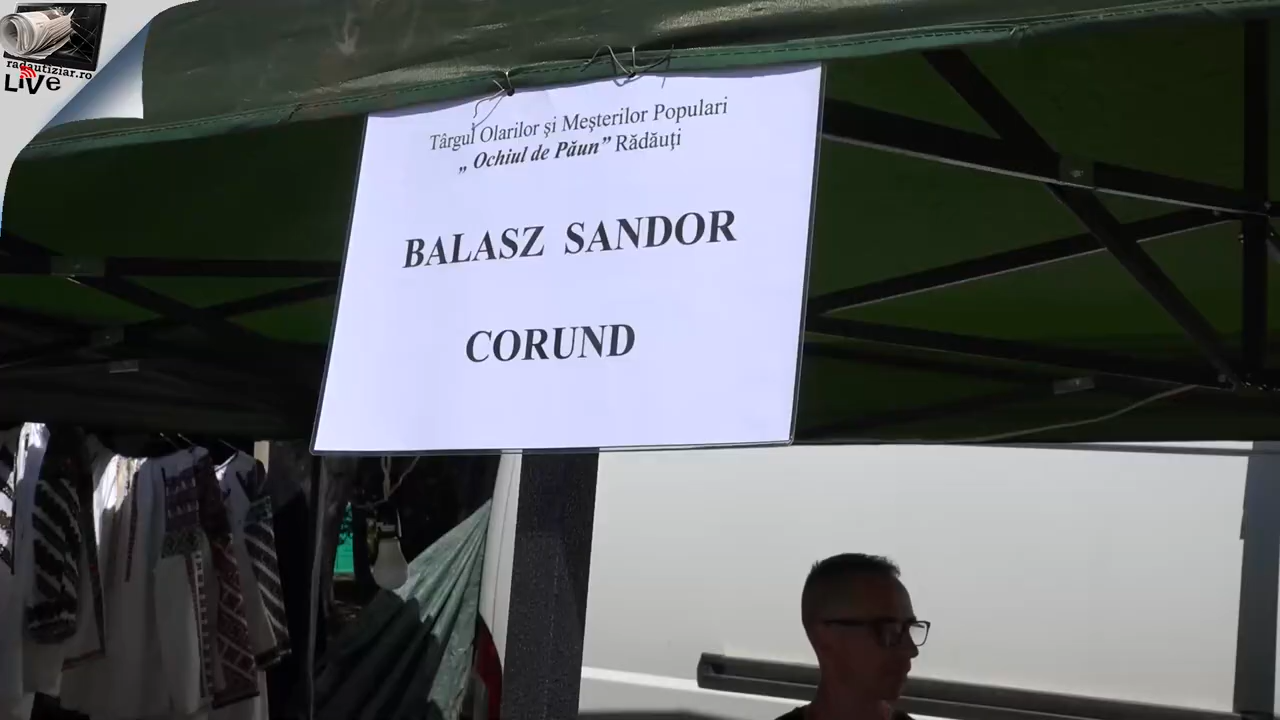 radautiziar.ro
LiVe
Târgul Olarilor şi Meşterilor Populari
„ Ochiul de Păun” Rădăuţi
BALASZ SANDOR
CORUND